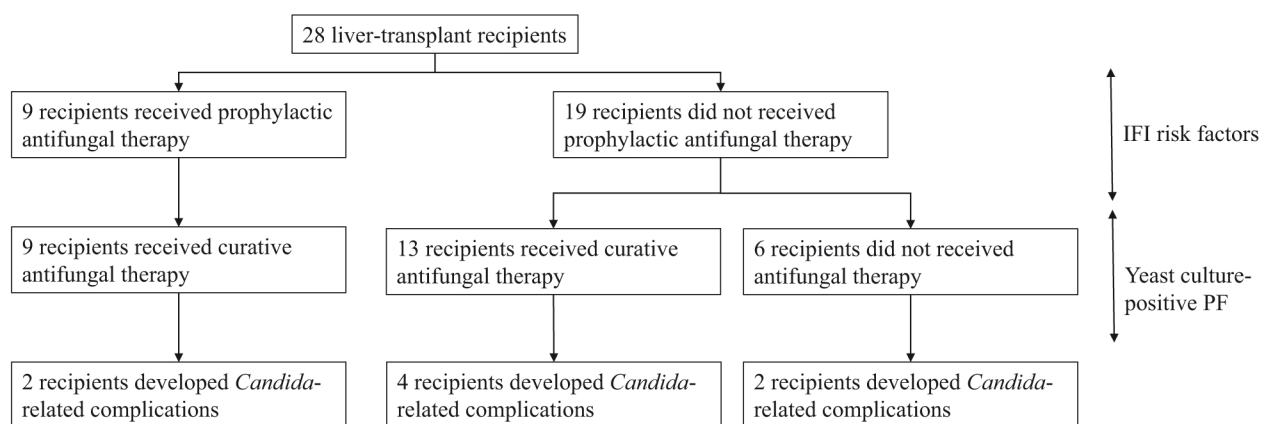 28 liver-transplant recipients
9 recipients received prophylactic
antifungal therapy
19 recipients did not received
prophylactic antifungal therapy
IFI risk factors
9 recipients received curative
antifungal therapy
13 recipients received curative
antifungal therapy
6 recipients did not received
antifungal therapy
Yeast culture-
positive PF
2 recipients developed Candida-
related complications
4 recipients developed Candida-
related complications
2 recipients developed Candida-
related complications